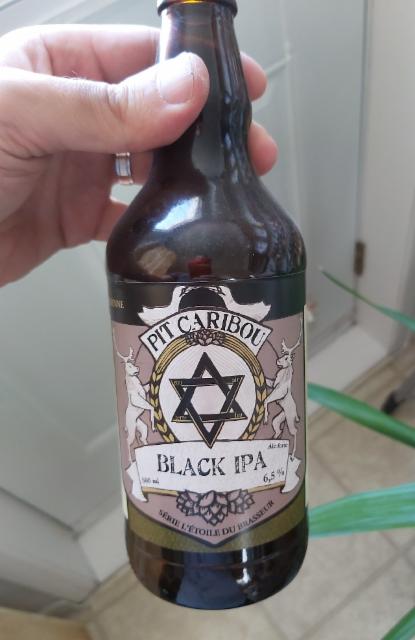 PIT CARIBOU
BLACK IPA
Alc./vol.
500 ml
6,5 %
SÉRIE L'ÉTOILE DU BRASSEUR